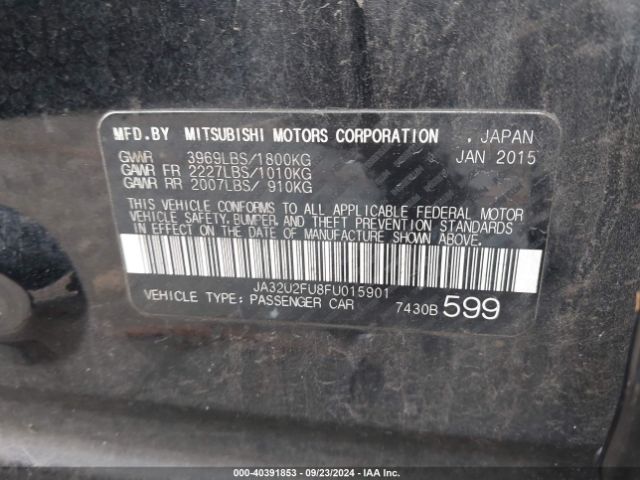 MFD.BY MITSUBISHI MOTORS CORPORATION , JAPAN
GVWR 3969LBS/1800KG JAN 2015
GAWR FR 2227LBS/1010KG
GAWR RR 2007LBS/ 910KG
THIS VEHICLE CONFORMS TO ALL APPLICABLE FEDERAL MOTOR
VEHICLE SAFETY, BUMPER, AND THEFT PREVENTION STANDARDS
IN EFFECT ON THE DATE OF MANUFACTURE SHOWN ABOVE.
JA32U2FU8FU015901
VEHICLE TYPE: PASSENGER CAR 7430B 599
000-40391853 - 09/23/2024 - IAA Inc.